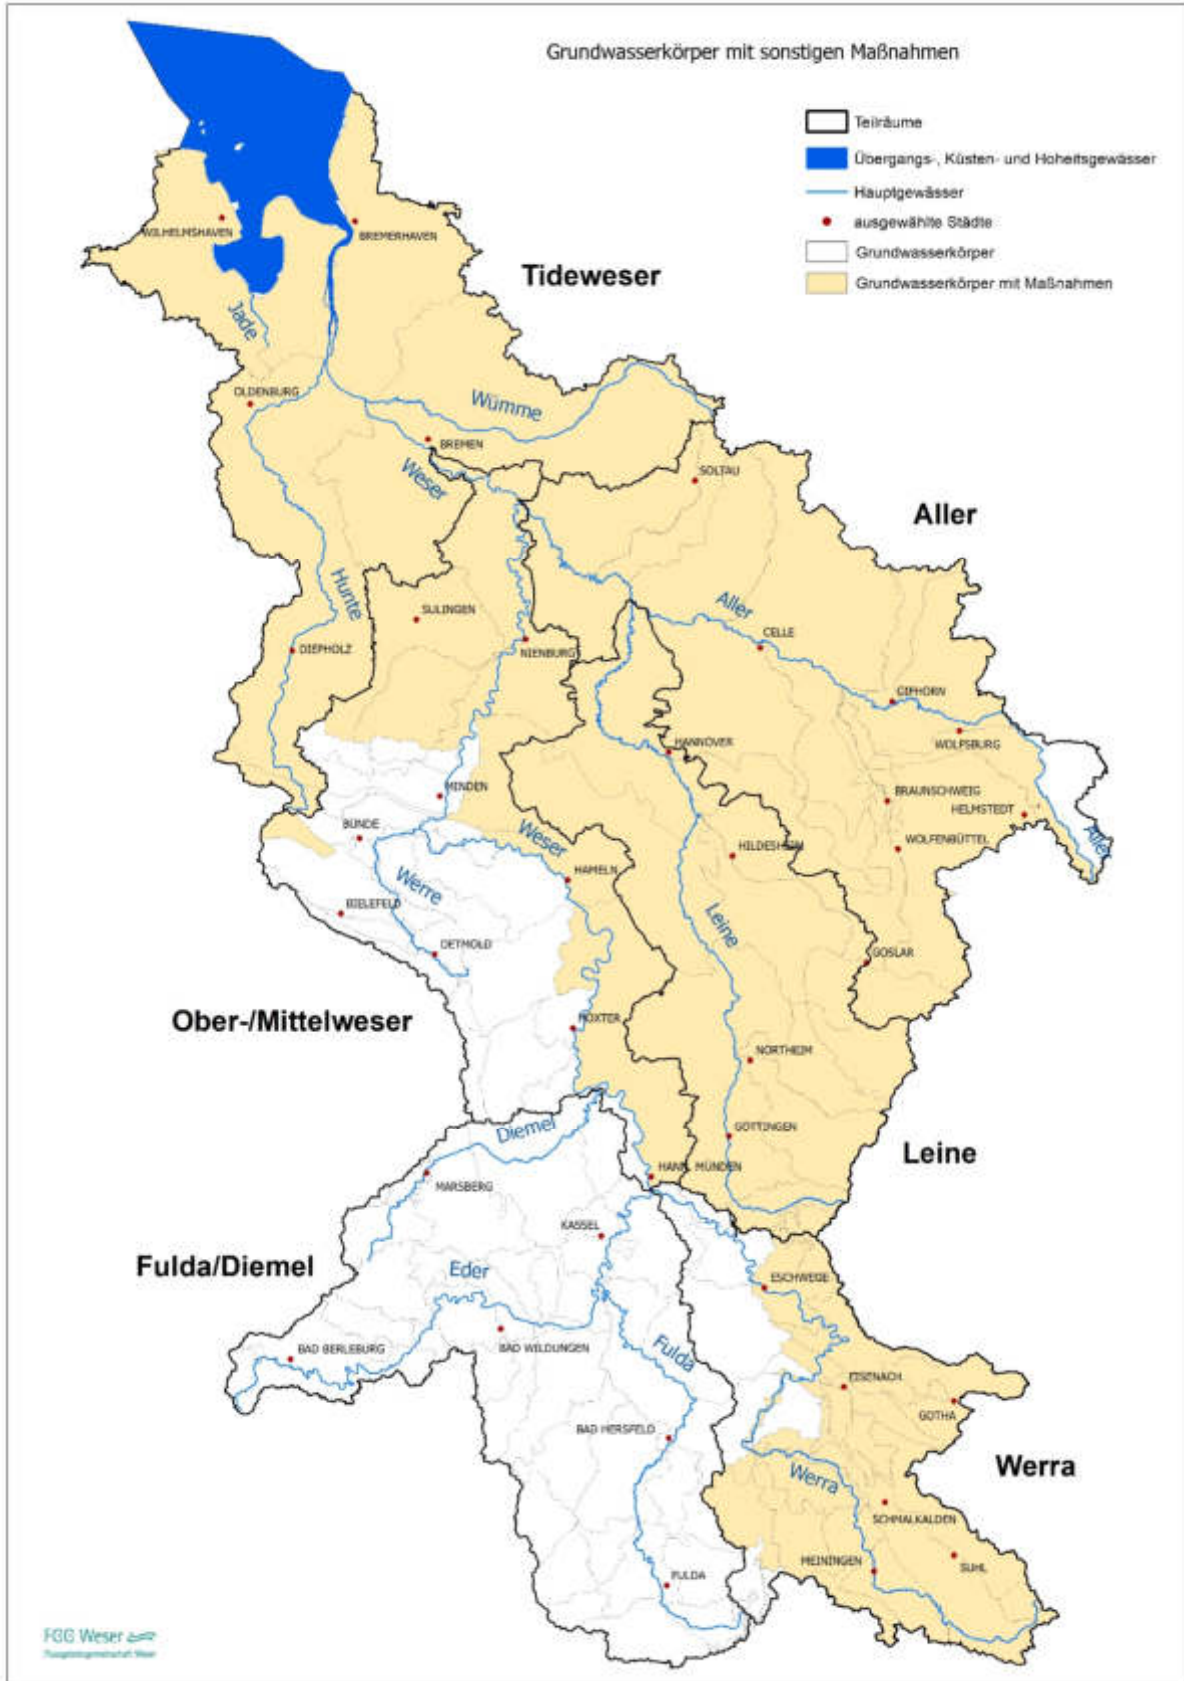 Grundwasserkörper mit sonstigen Maßnahmen
Teilräume
Übergangs-, Küsten- und Hoheitsgewässer
Hauptgewässer
ausgewählte Städte
Grundwasserkörper
Grundwasserkörper mit Maßnahmen
WILHELMSHAVEN
BREMERHAVEN
Tideweser
Jade
OLDENBURG
Wümme
BREMEN
Weser
SOLTAU
Aller
Hunte
SULINGEN
Aller
CELLE
DIEPHOLZ
NIENBURG
GIFHORN
HANNOVER
WOLFSBURG
MINDEN
BRAUNSCHWEIG
HELMSTEDT
BÜNDE
Weser
HILDESHEIM
WOLFENBÜTTEL
Aller
HAMELN
Werre
BIELEFELD
Leine
DETMOLD
GOSLAR
Ober-/Mittelweser
HÖXTER
NORTHEIM
Diemel
GÖTTINGEN
Leine
HANN. MÜNDEN
MARSBERG
KASSEL
Fulda/Diemel
Eder
ESCHWEGE
BAD BERLEBURG
BAD WILDUNGEN
Fulda
EISENACH
GOTHA
BAD HERSFELD
Werra
Werra
SCHMALKALDEN
MEININGEN
SUHL
FULDA
FGG Weser
Flussgebietsgemeinschaft Weser